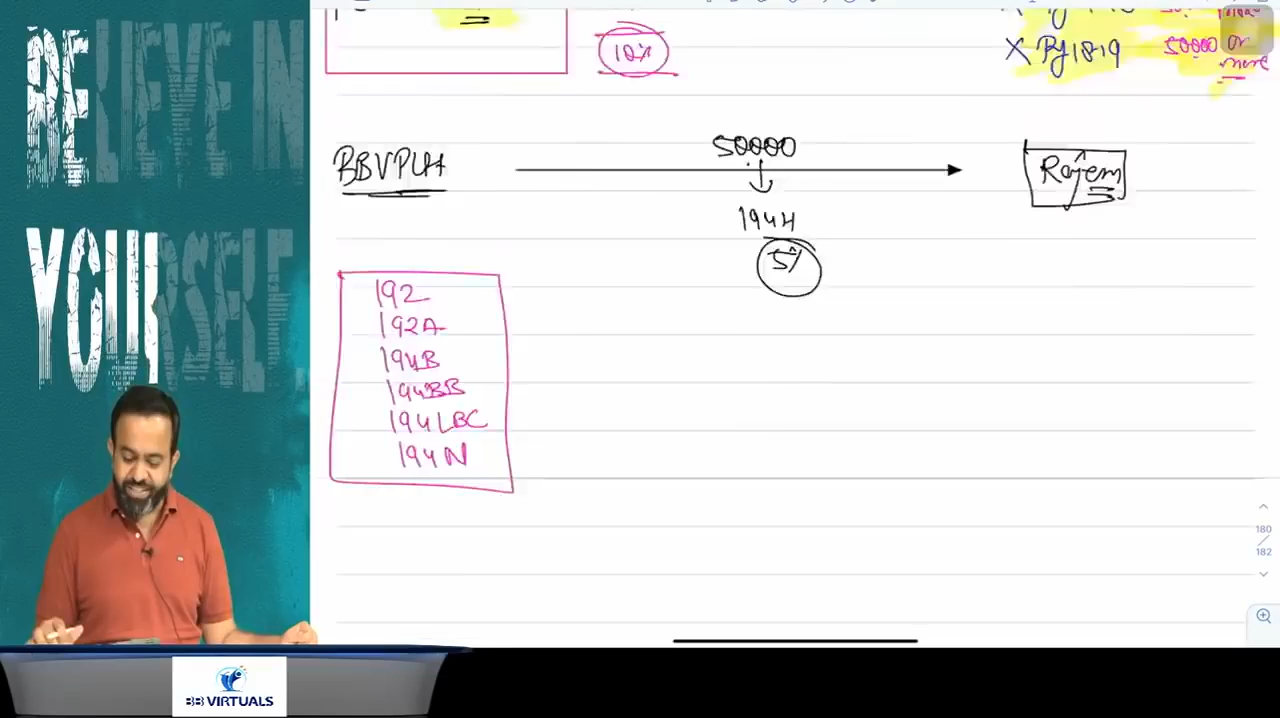 BELIEVE IN
YOURSELF.
10%
X Py 18-19 50000 or
more
BBVPLH
50000
194H
5%
192
192A
194B
194BB
194LBC
194N
180
182
BB VIRTUALS